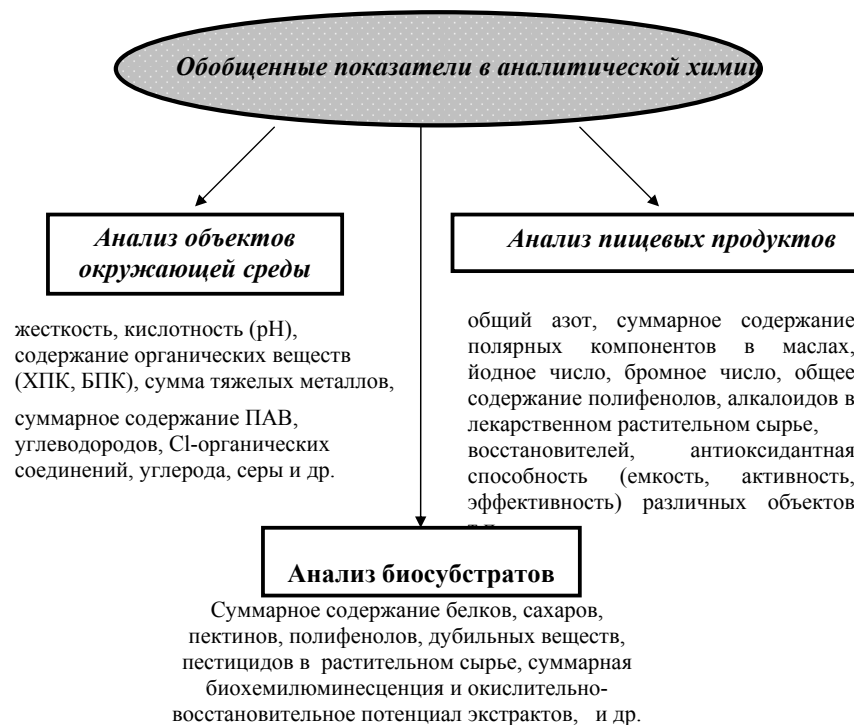 Обобщенные показатели в аналитической химии
Анализ объектов
окружающей среды
жесткость, кислотность (рН),
содержание органических веществ
(ХПК, БПК), сумма тяжелых металлов,
суммарное содержание ПАВ,
углеводородов, Cl-органических
соединений, углерода, серы и др.
Анализ пищевых продуктов
общий азот, суммарное содержание
полярных компонентов в маслах,
йодное число, бромное число, общее
содержание полифенолов, алкалоидов в
лекарственном растительном сырье,
восстановителей, антиоксидантная
способность (емкость, активность,
эффективность) различных объектов
Анализ биосубстратов
Суммарное содержание белков, сахаров,
пектинов, полифенолов, дубильных веществ,
пестицидов в растительном сырье, суммарная
биохемилюминесценция и окислительно-
восстановительное потенциал экстрактов, и др.